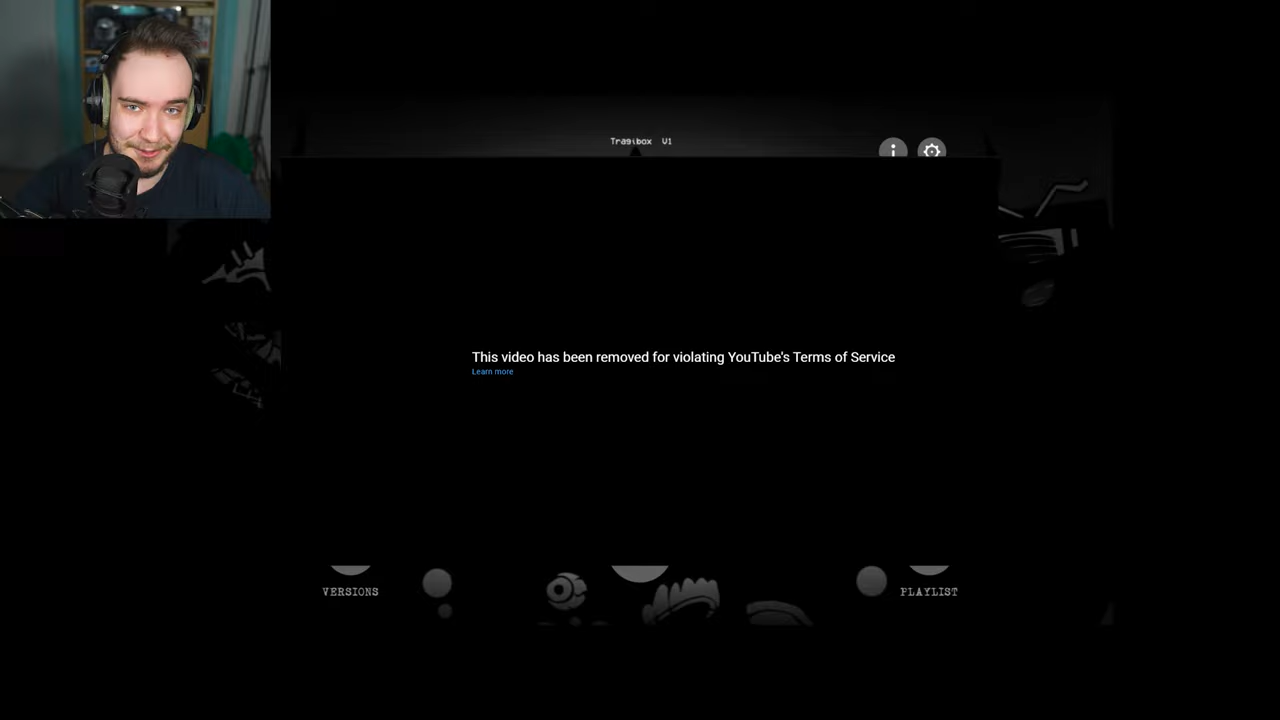 Tragibox V1
This video has been removed for violating YouTube's Terms of Service
Learn more
VERSIONS
PLAYLIST